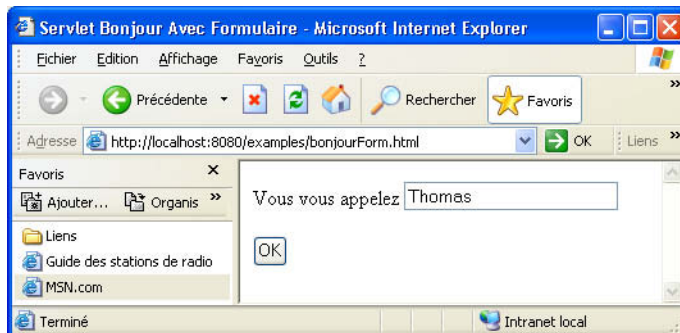 Servlet Bonjour Avec Formulaire - Microsoft Internet Explorer
Fichier Edition Affichage Favoris Outils ?
Précédente Rechercher Favoris »
Adresse http://localhost:8080/examples/bonjourForm.html OK Liens »
Favoris x
Ajouter... Organis »
Liens
Guide des stations de radio
MSN.com
Vous vous appelez Thomas
OK
Terminé Intranet local